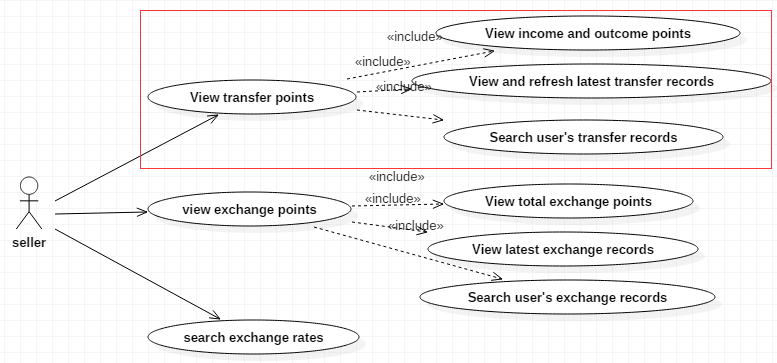 «include»
View income and outcome points
«include»
View and refresh latest transfer records
«include»
View transfer points
Search user's transfer records
«include»
View total exchange points
«include»
view exchange points
«include»
View latest exchange records
seller
Search user's exchange records
search exchange rates